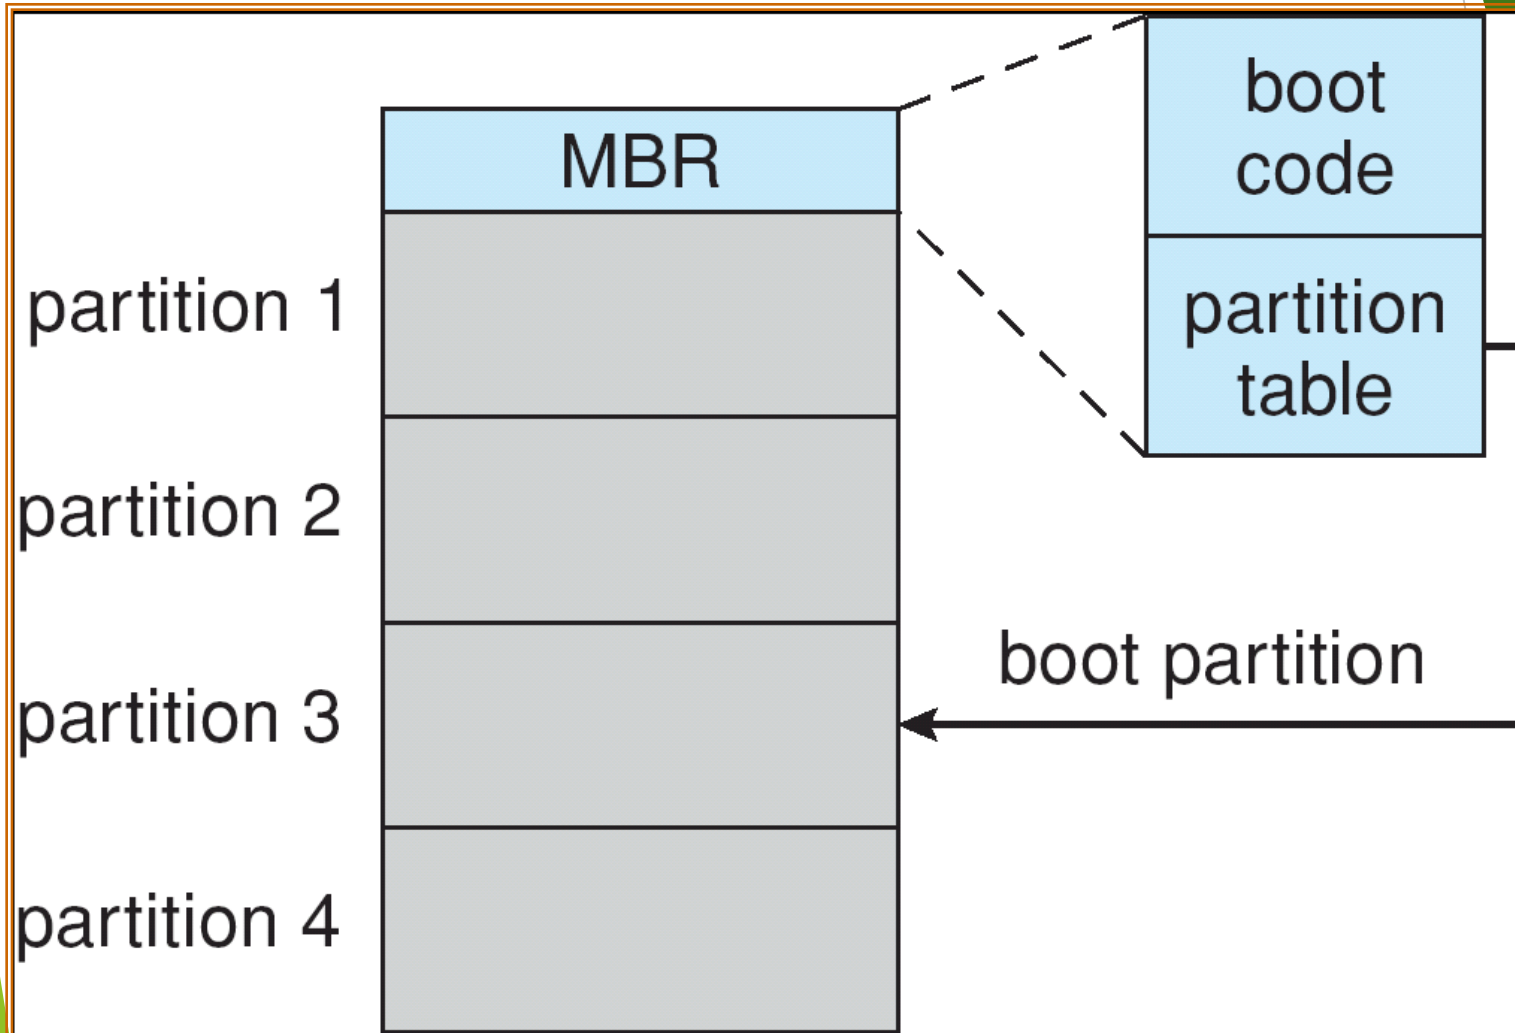 boot
code
MBR
partition 1
partition
table
partition 2
boot partition
partition 3
partition 4